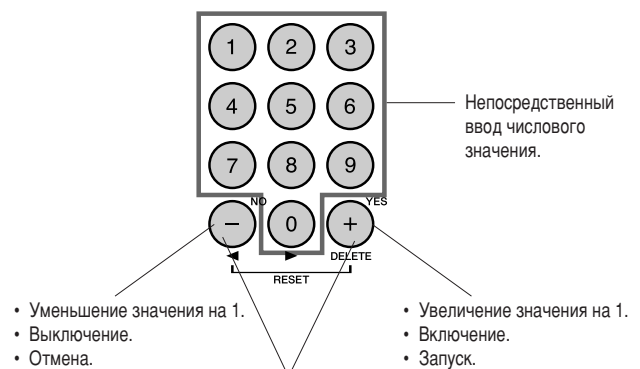 1 2 3
4 5 6
Непосредственный
ввод числового
значения.
7 8 9
NO YES
− 0 +
◄ ► DELETE
RESET
• Уменьшение значения на 1.
• Выключение.
• Отмена.
• Увеличение значения на 1.
• Включение.
• Запуск.